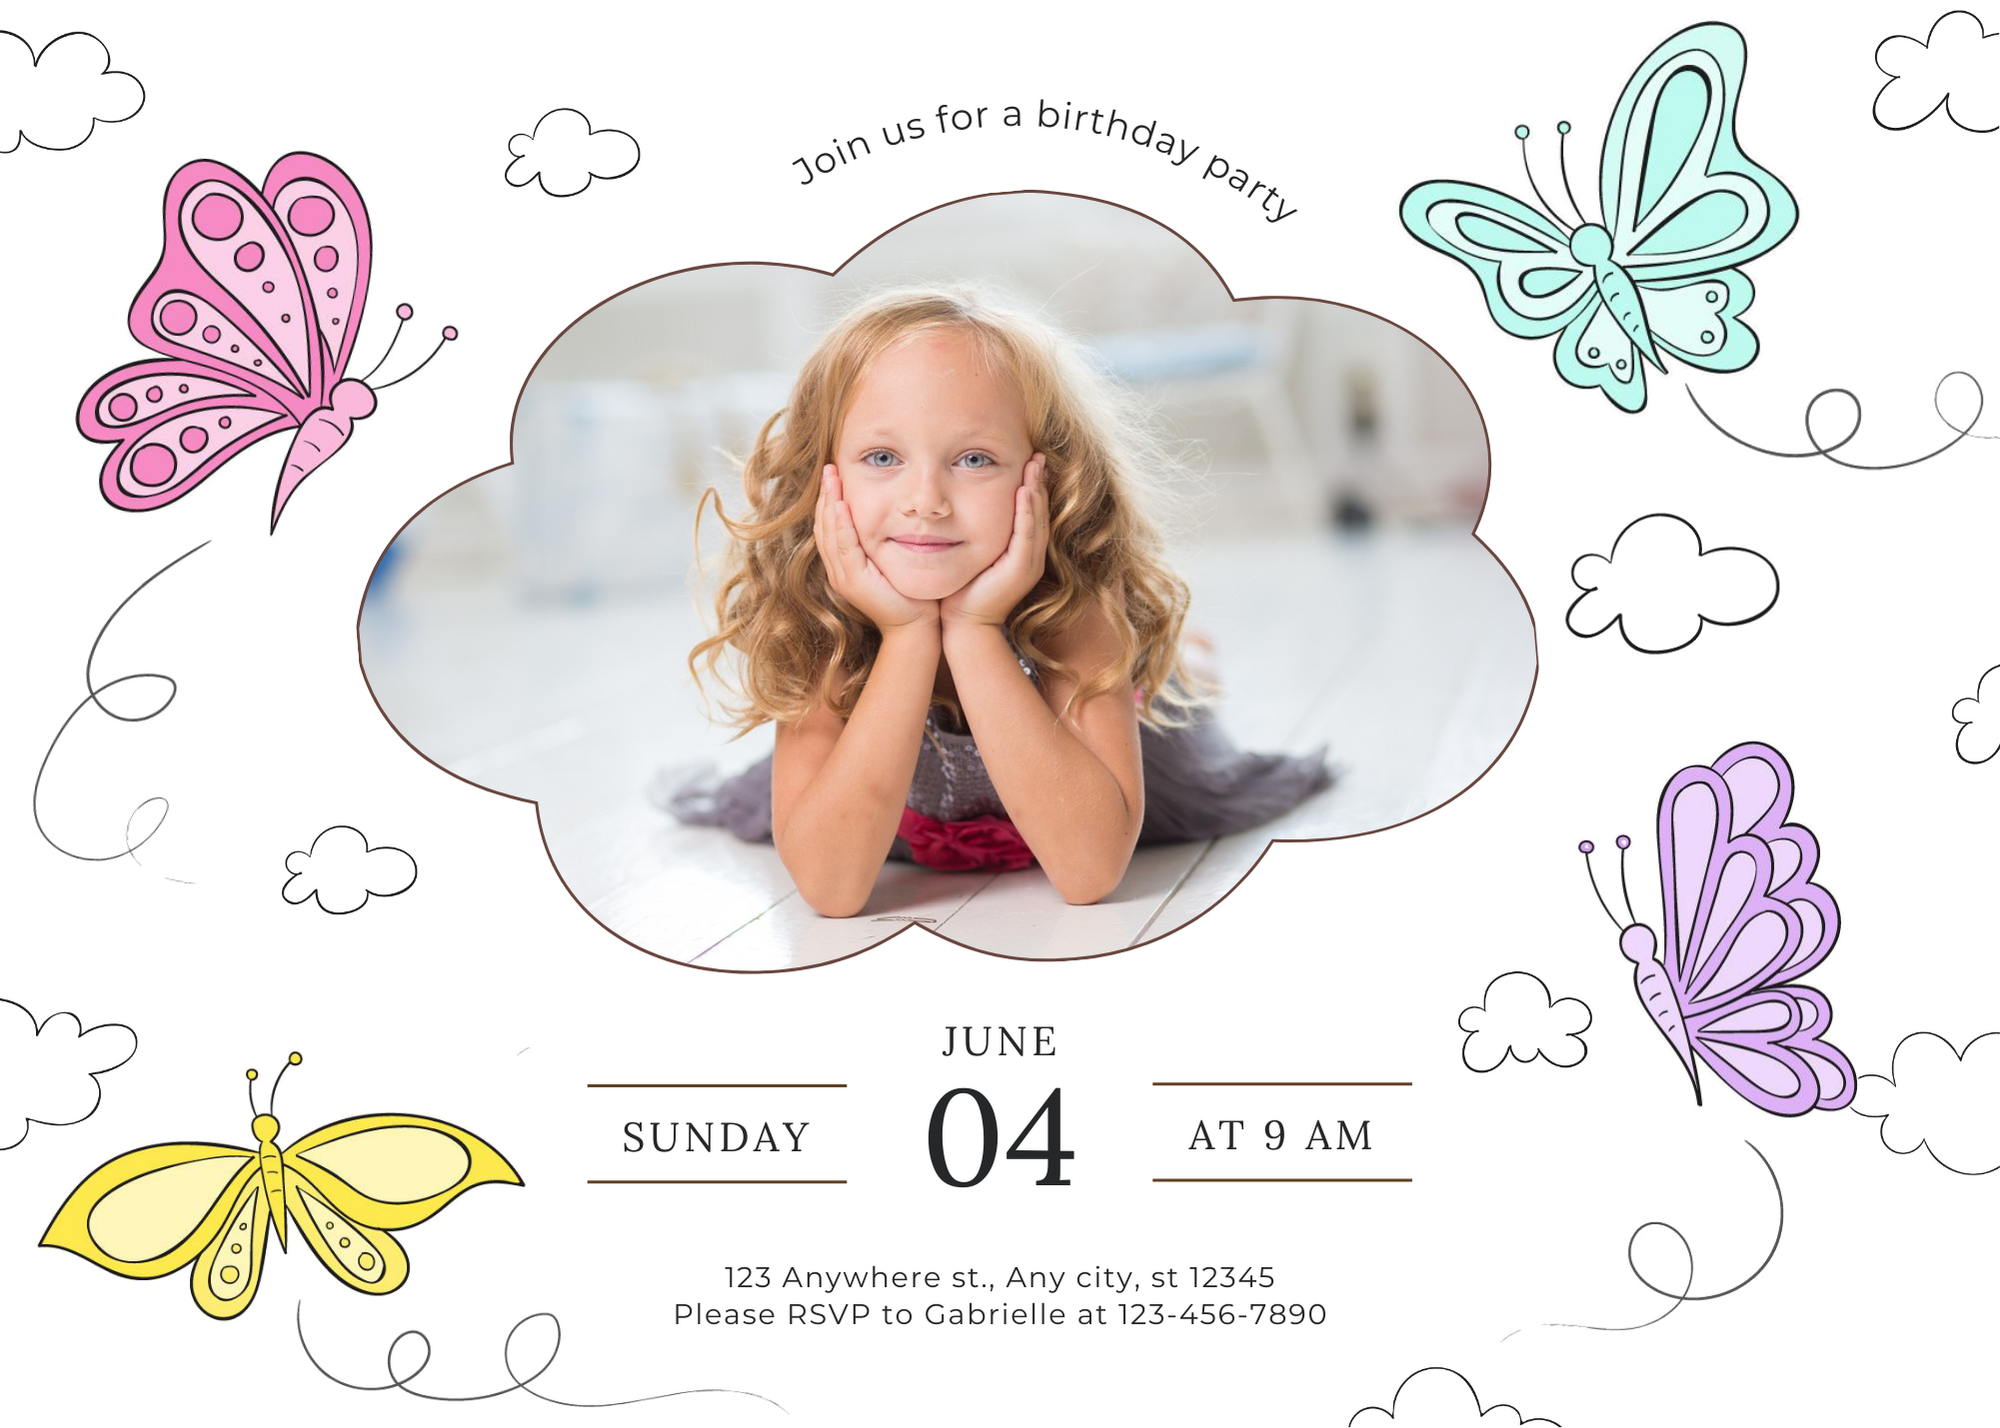 Join us for a birthday party
JUNE
SUNDAY
04
AT 9 AM
123 Anywhere st., Any city, st 12345
Please RSVP to Gabrielle at 123-456-7890